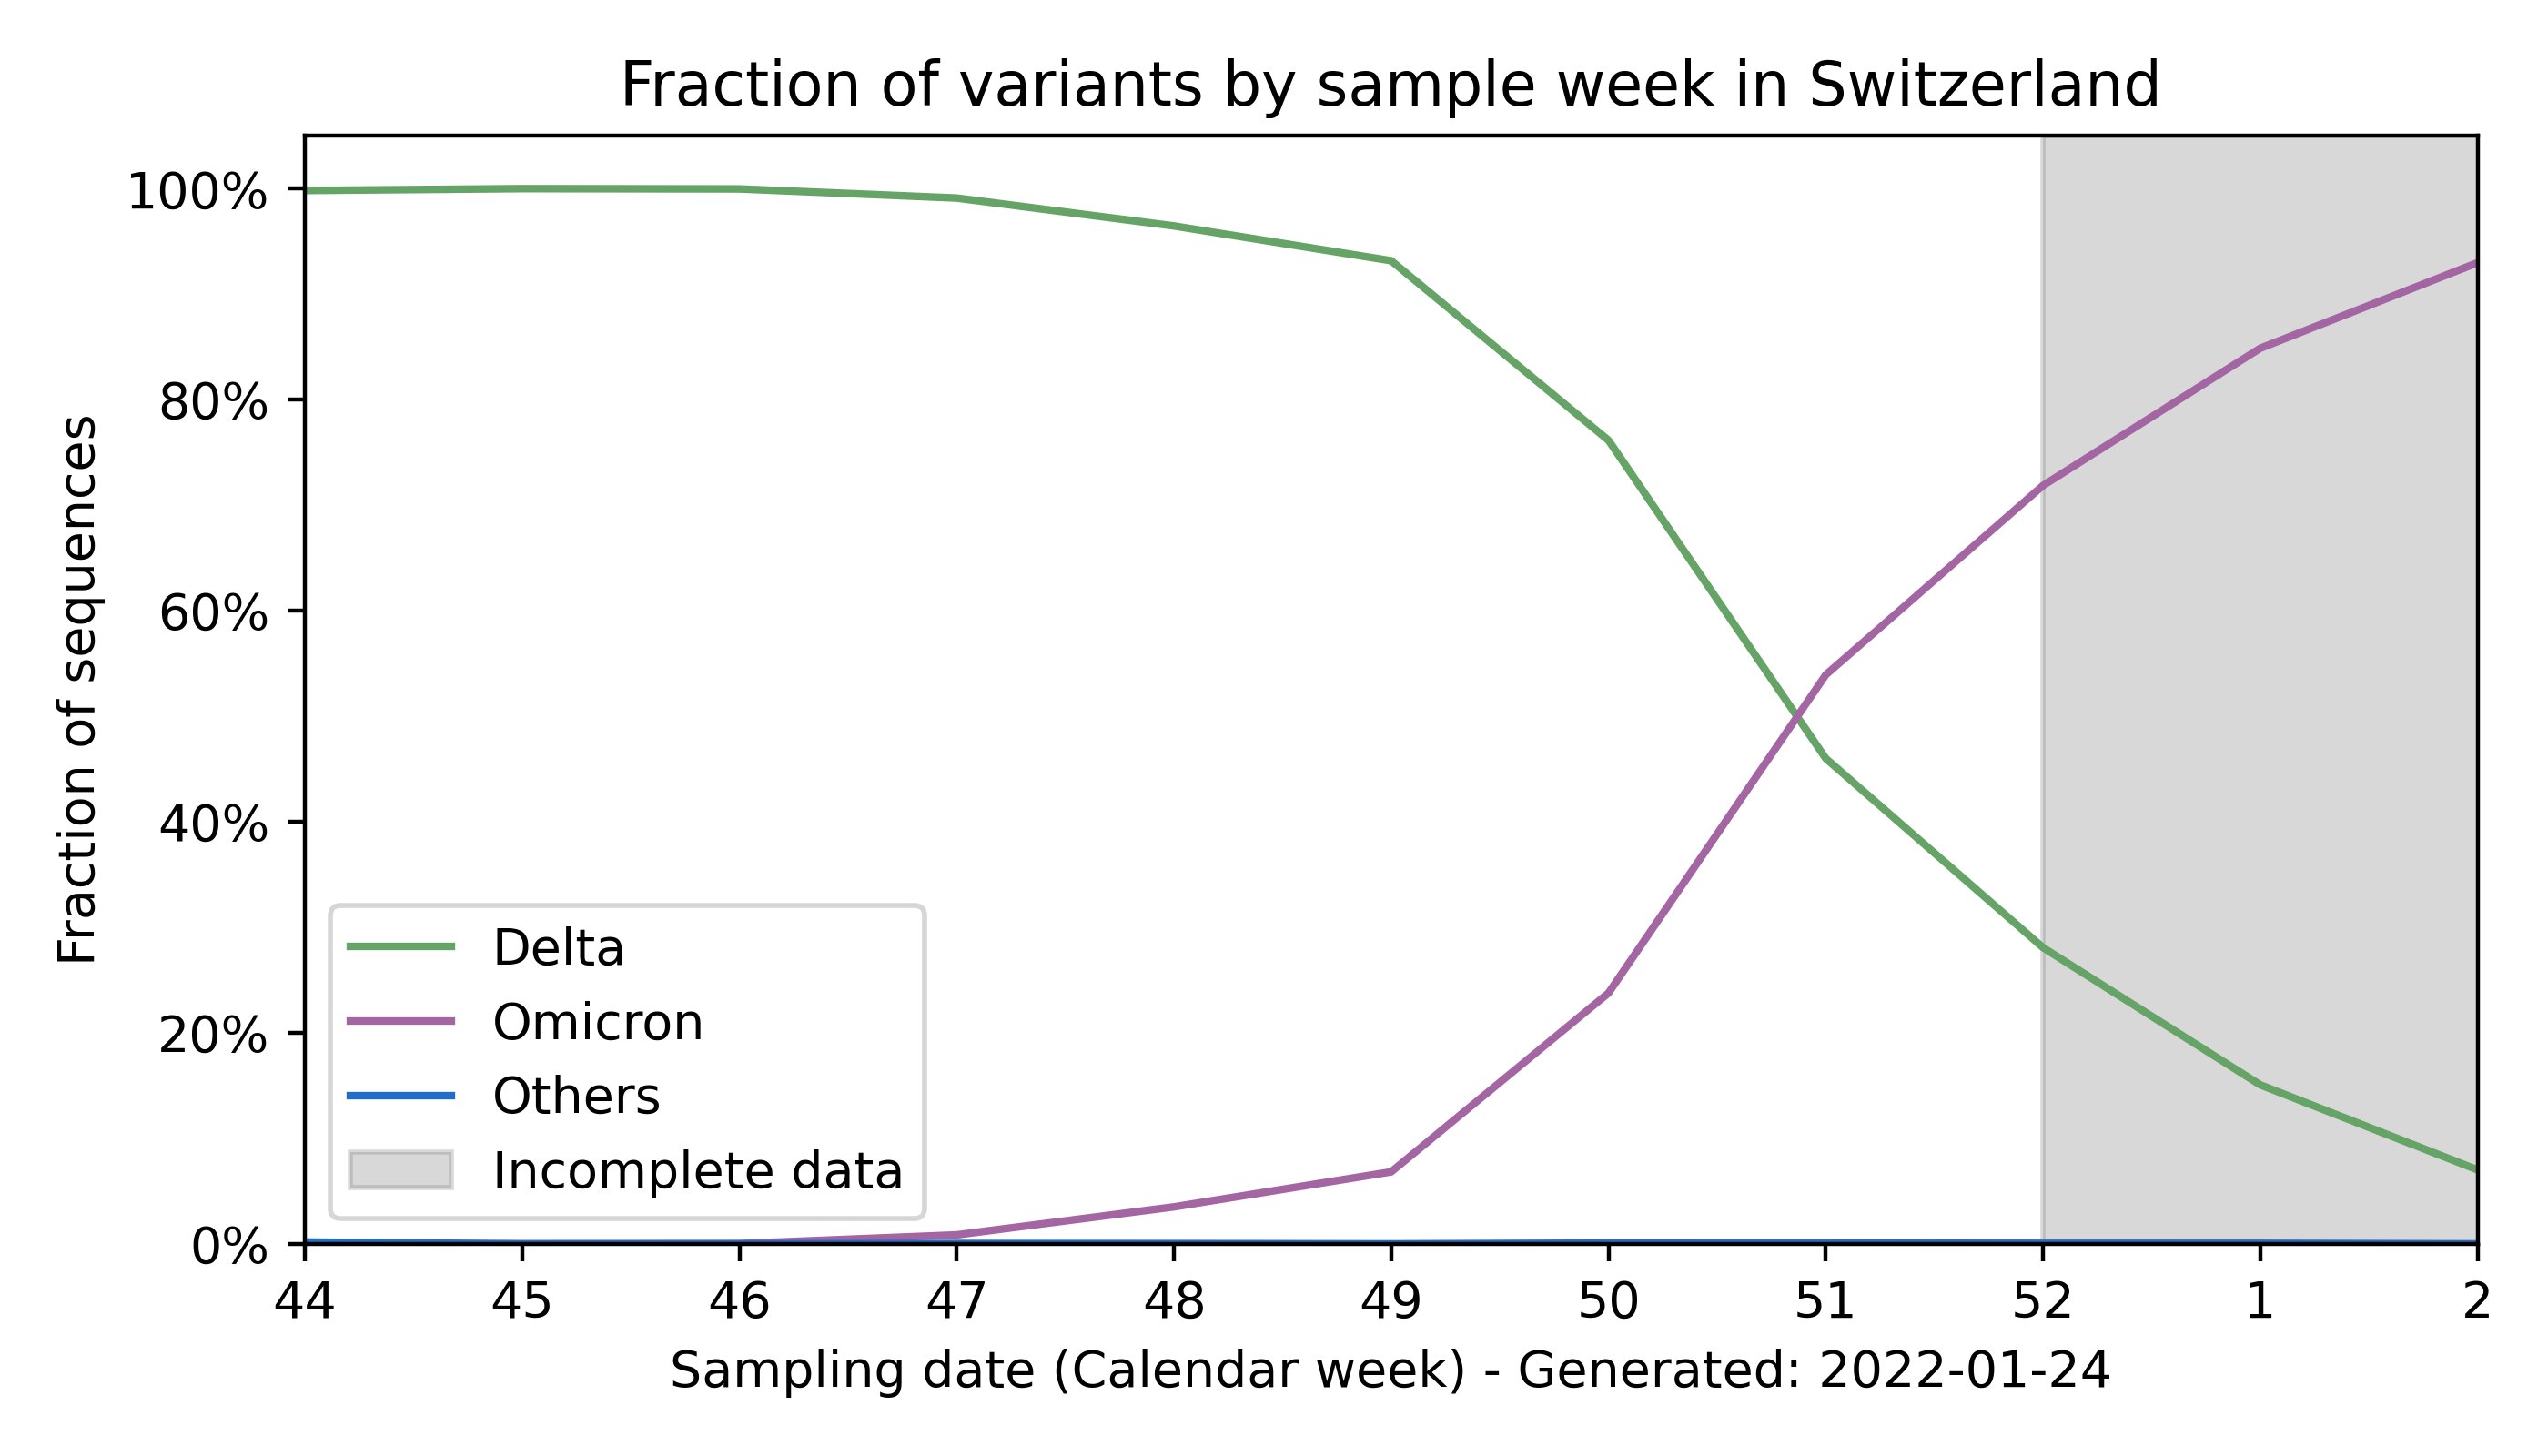 Fraction of variants by sample week in Switzerland
Fraction of sequences
100%
80%
60%
40%
20%
0%
Delta
Omicron
Others
Incomplete data
44 45 46 47 48 49 50 51 52 1 2
Sampling date (Calendar week) - Generated: 2022-01-24